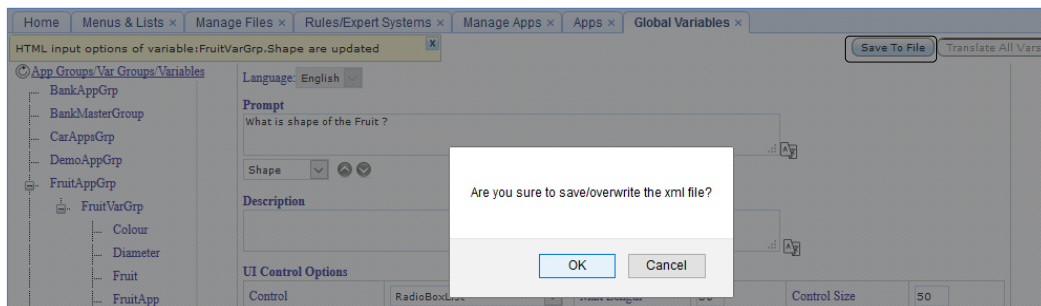 Home Menus & Lists × Manage Files × Rules/Expert Systems × Manage Apps × Apps × Global Variables ×
HTML input options of variable:FruitVarGrp.Shape are updated X
Save To File Translate All Vars
App Groups/Var Groups/Variables
BankAppGrp
BankMasterGroup
CarAppsGrp
DemoAppGrp
FruitAppGrp
FruitVarGrp
Colour
Diameter
Fruit
FruitApp
Language: English
Prompt
What is shape of the Fruit ?
Shape
Description
UI Control Options
Control RadioBoxList Max Length 50 Control Size 50
Are you sure to save/overwrite the xml file?
OK Cancel